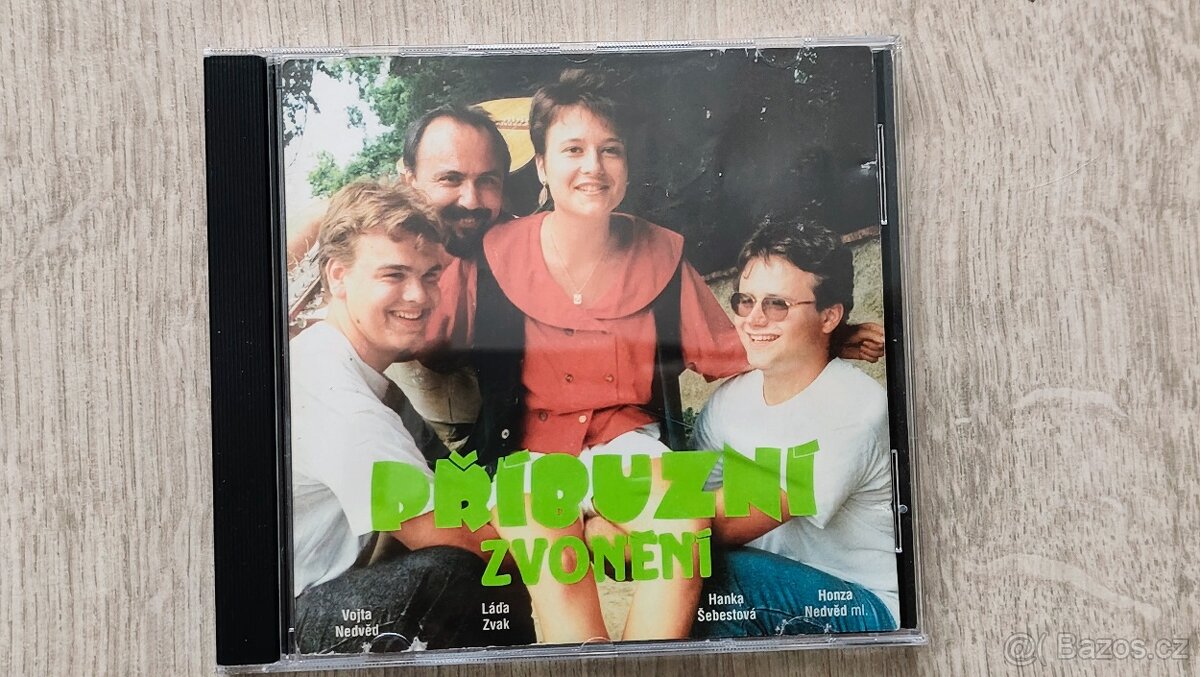 PŘÍBUZNÍ
ZVONĚNÍ
Vojta
Nedvěd
Láďa
Zvak
Hanka
Šebestová
Honza
Nedvěd ml.
@ Bazos.cz